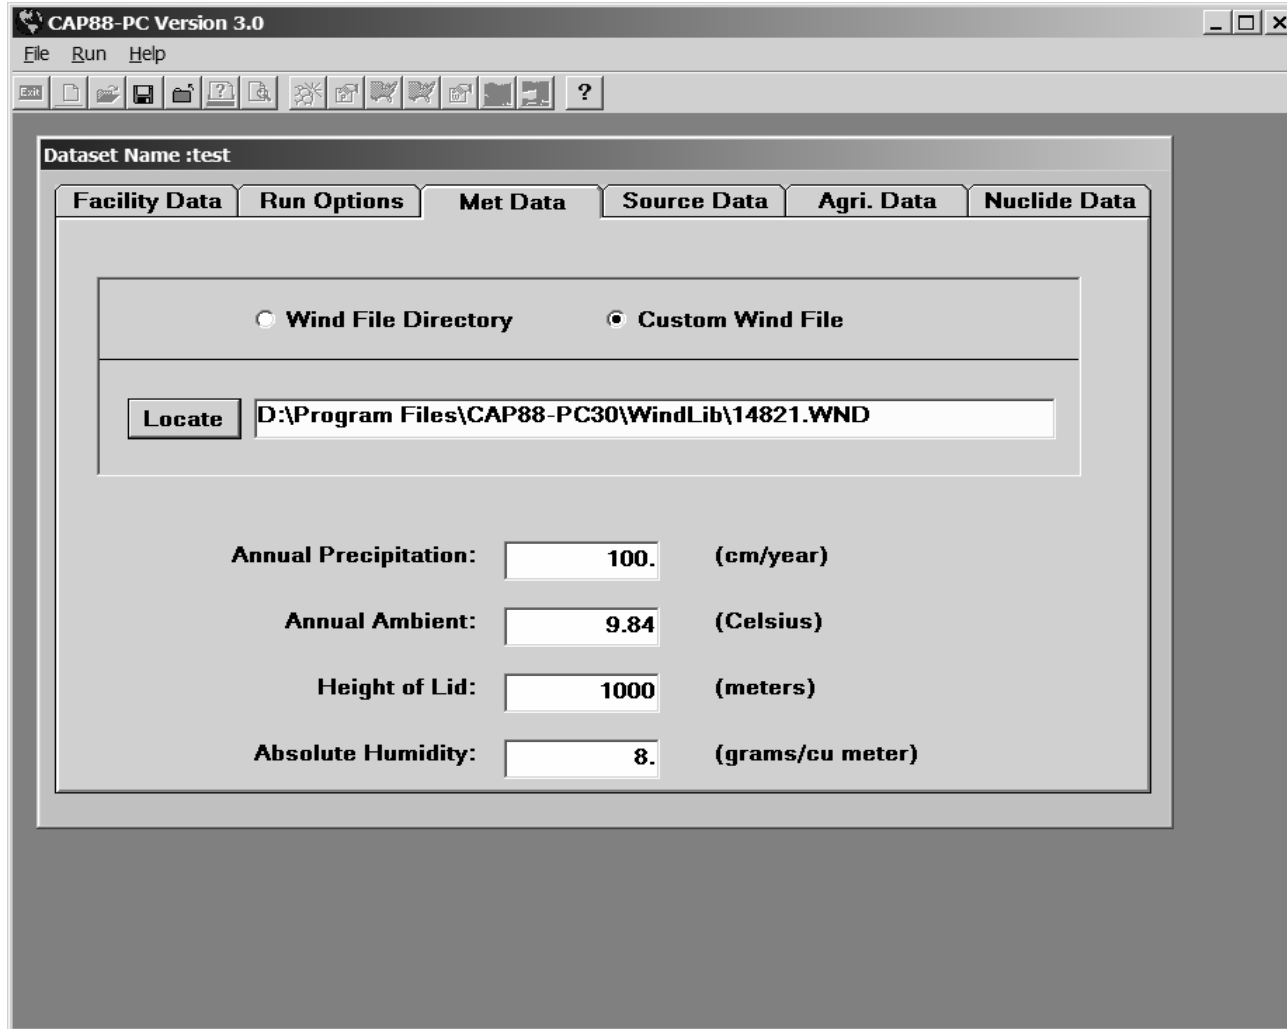 CAP88-PC Version 3.0
File Run Help
Exit ? ?
Dataset Name :test
Facility Data Run Options Met Data Source Data Agri. Data Nuclide Data
Wind File Directory Custom Wind File
Locate D:\Program Files\CAP88-PC30\WindLib\14821.WND
Annual Precipitation: 100. (cm/year)
Annual Ambient: 9.84 (Celsius)
Height of Lid: 1000 (meters)
Absolute Humidity: 8. (grams/cu meter)